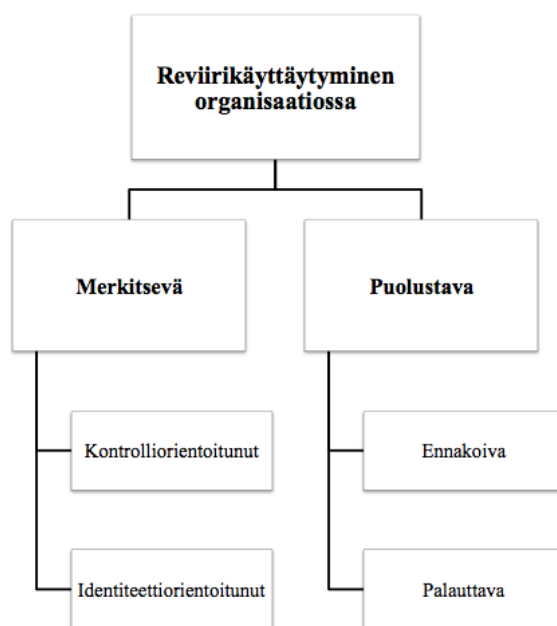 Reviirikäyttäytyminen
organisaatiossa
Merkitsevä
Puolustava
Kontrolliorientoitunut
Ennakoiva
Identiteettiorientoitunut
Palauttava